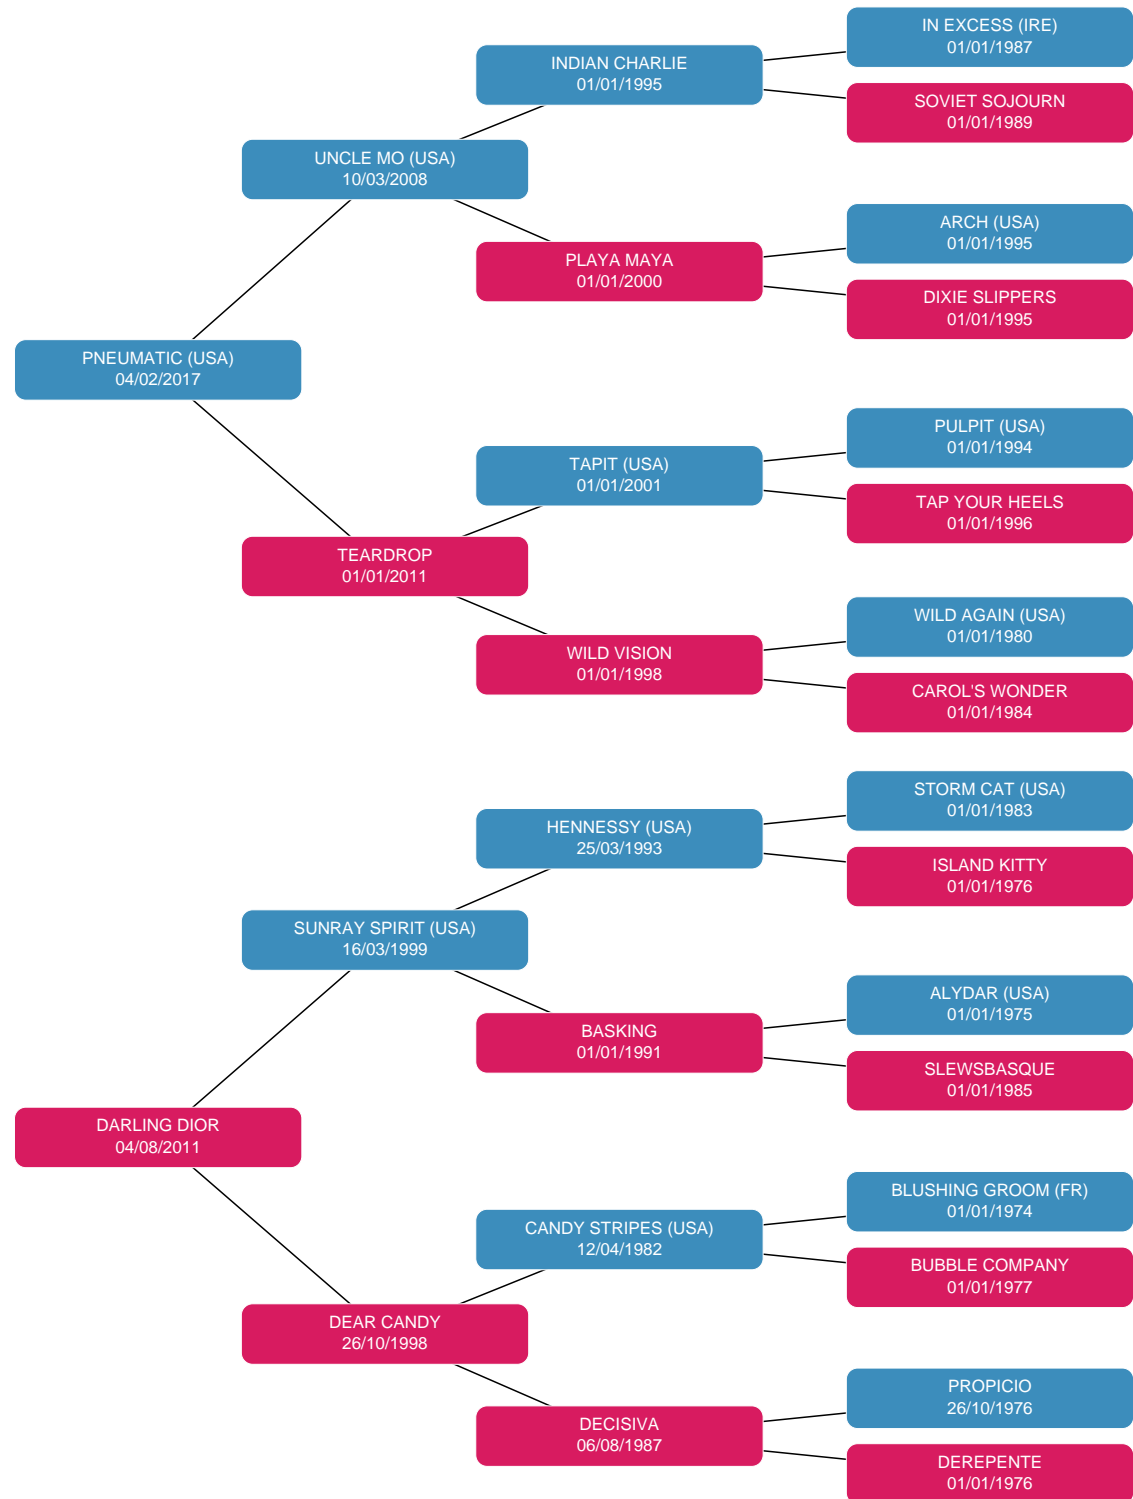 IN EXCESS (IRE)
01/01/1987
INDIAN CHARLIE
01/01/1995
SOVIET SOJOURN
01/01/1989
UNCLE MO (USA)
10/03/2008
ARCH (USA)
01/01/1995
PLAYA MAYA
01/01/2000
DIXIE SLIPPERS
01/01/1995
PNEUMATIC (USA)
04/02/2017
PULPIT (USA)
01/01/1994
TAPIT (USA)
01/01/2001
TAP YOUR HEELS
01/01/1996
TEARDROP
01/01/2011
WILD AGAIN (USA)
01/01/1980
WILD VISION
01/01/1998
CAROL'S WONDER
01/01/1984
STORM CAT (USA)
01/01/1983
HENNESSY (USA)
25/03/1993
ISLAND KITTY
01/01/1976
SUNRAY SPIRIT (USA)
16/03/1999
ALYDAR (USA)
01/01/1975
BASKING
01/01/1991
SLEWSBASQUE
01/01/1985
DARLING DIOR
04/08/2011
BLUSHING GROOM (FR)
01/01/1974
CANDY STRIPES (USA)
12/04/1982
BUBBLE COMPANY
01/01/1977
DEAR CANDY
26/10/1998
PROPICIO
26/10/1976
DECISIVA
06/08/1987
DEREPENTE
01/01/1976